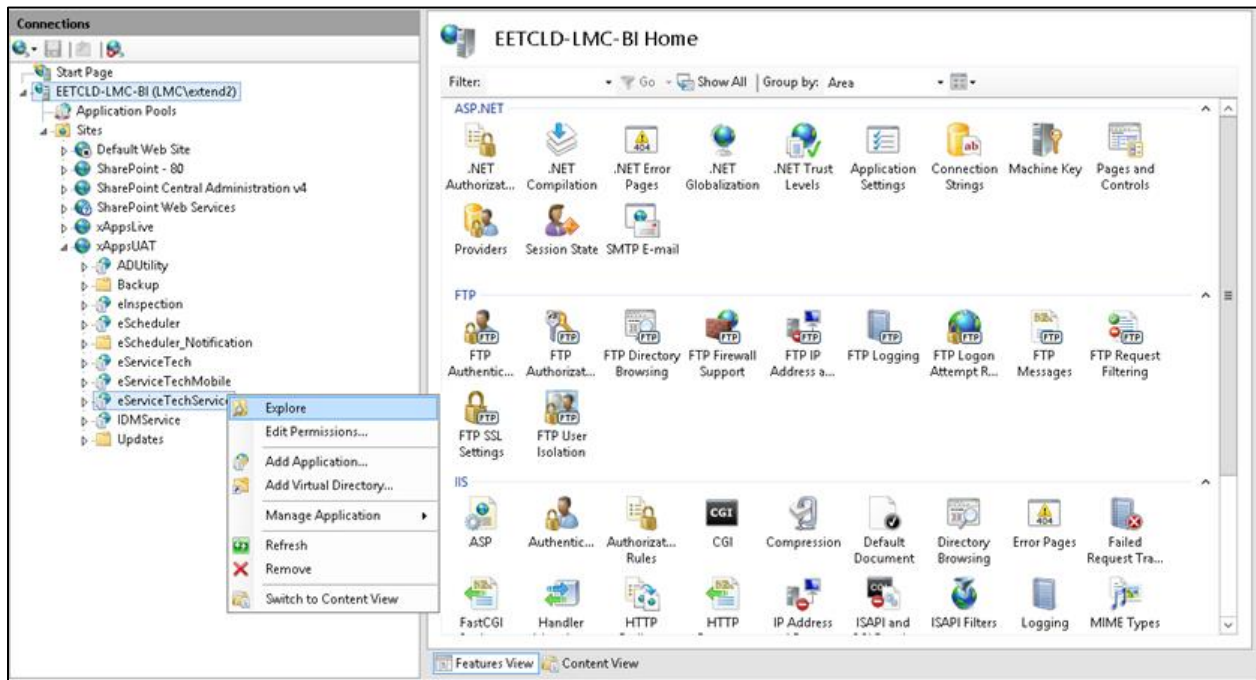 Connections
Start Page
EETCLD-LMC-BI (LMC\extend2)
Application Pools
Sites
Default Web Site
SharePoint - 80
SharePoint Central Administration v4
SharePoint Web Services
xAppsLive
xAppsUAT
ADUtility
Backup
eInspection
eScheduler
eScheduler_Notification
eServiceTech
eServiceTechMobile
eServiceTechService
IDMService
Updates
Explore
Edit Permissions...
Add Application...
Add Virtual Directory...
Manage Application
Refresh
Remove
Switch to Content View
EETCLD-LMC-BI Home
Filter: Go Show All Group by: Area
ASP.NET
.NET Authorizat...
.NET Compilation
.NET Error Pages
.NET Globalization
.NET Trust Levels
Application Settings
Connection Strings
Machine Key
Pages and Controls
Providers
Session State
SMTP E-mail
FTP
FTP Authentic...
FTP Authorizat...
FTP Directory Browsing
FTP Firewall Support
FTP IP Address a...
FTP Logging
FTP Logon Attempt R...
FTP Messages
FTP Request Filtering
FTP SSL Settings
FTP User Isolation
IIS
ASP
Authentic...
Authorizat... Rules
CGI
Compression
Default Document
Directory Browsing
Error Pages
Failed Request Tra...
FastCGI
Handler
HTTP
HTTP
IP Address
ISAPI and
ISAPI Filters
Logging
MIME Types
Features View
Content View